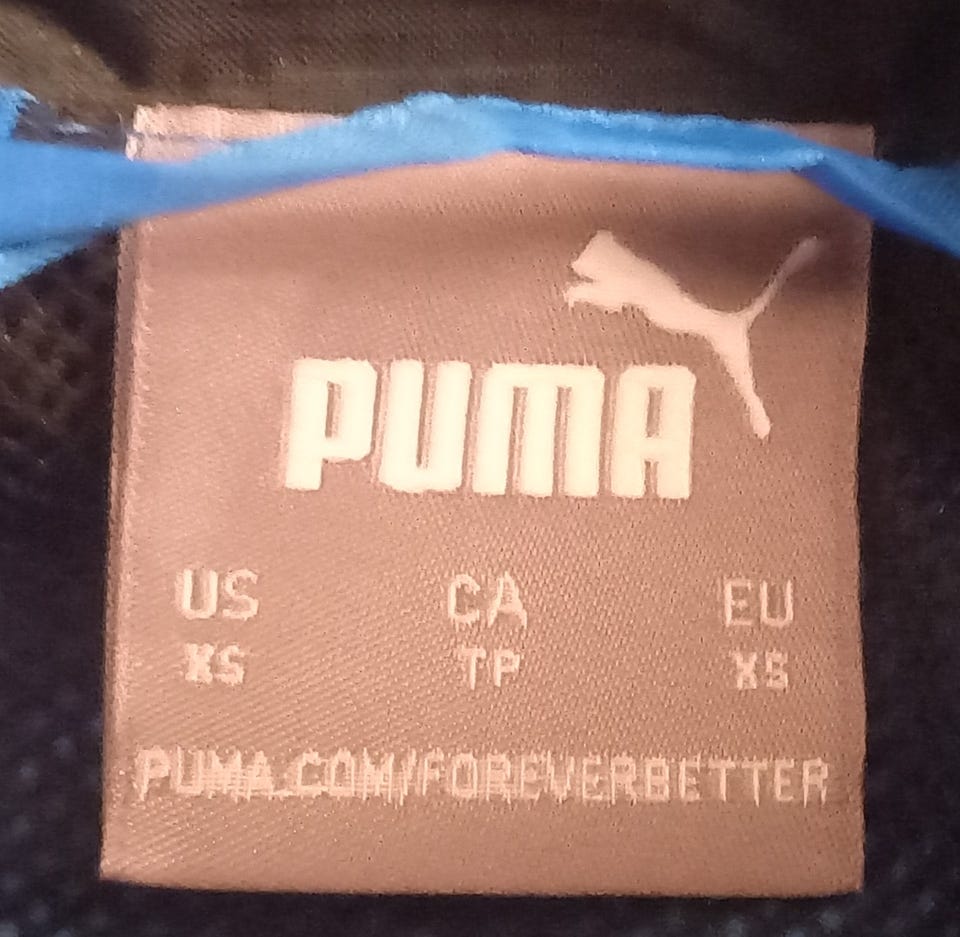 PUMA
US CA EU
XS TP XS
PUMA.COM/FOREVERBETTER